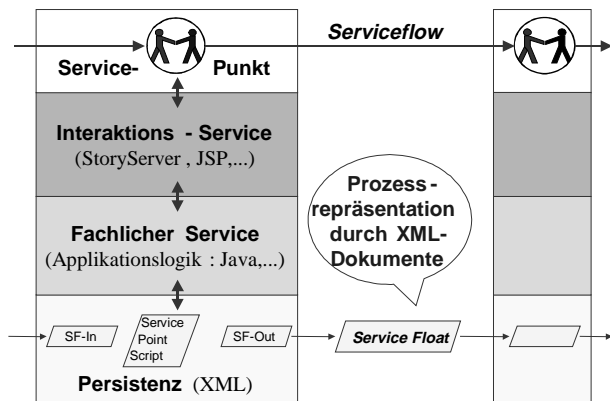 Serviceflow
Service- Punkt
Interaktions - Service
(StoryServer , JSP,...)
Fachlicher Service
(Applikationslogik : Java,...)
Prozess -
repräsentation
durch XML-
Dokumente
SF-In
Service
Point
Script
SF-Out
Service Float
Persistenz (XML)